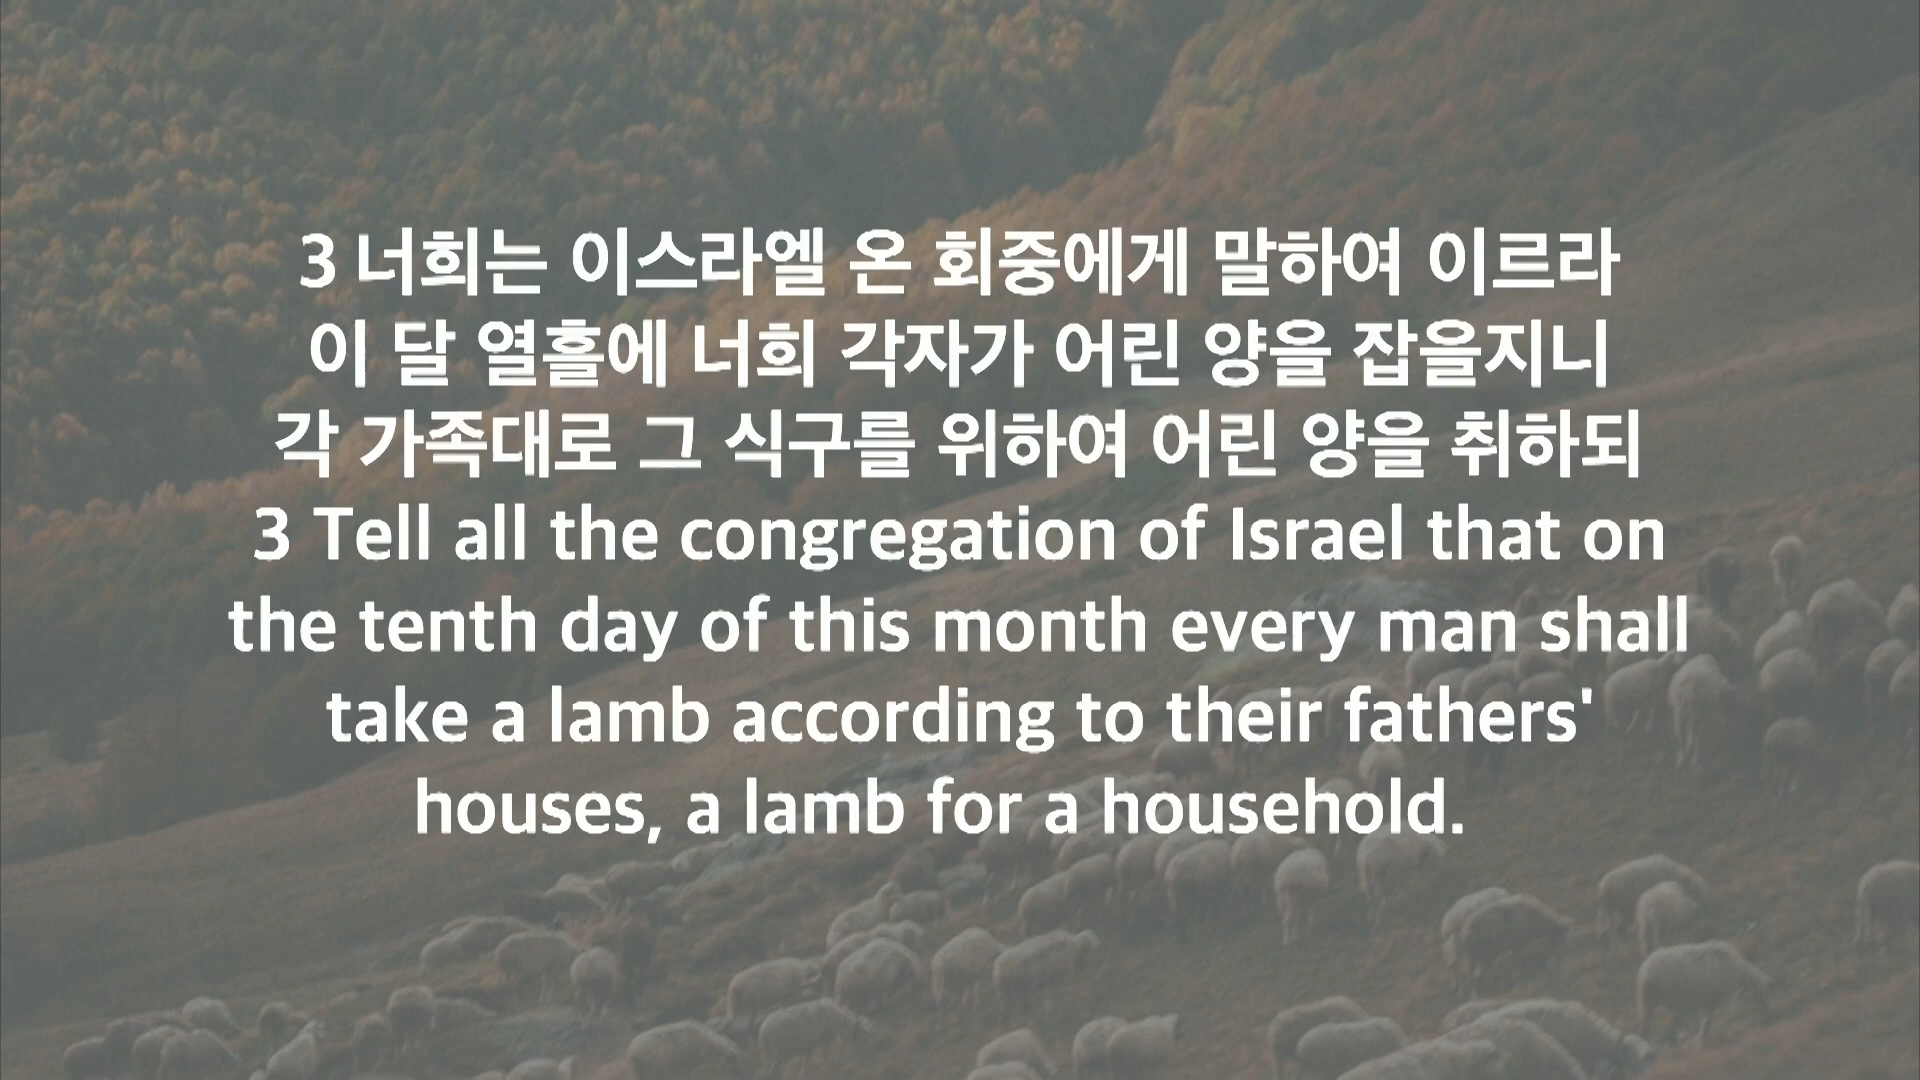 3 너희는 이스라엘 온 회중에게 말하여 이르라
이 달 열흘에 너희 각자가 어린 양을 잡을지니
각 가족대로 그 식구를 위하여 어린 양을 취하되
3 Tell all the congregation of Israel that on
the tenth day of this month every man shall
take a lamb according to their fathers'
houses, a lamb for a household.